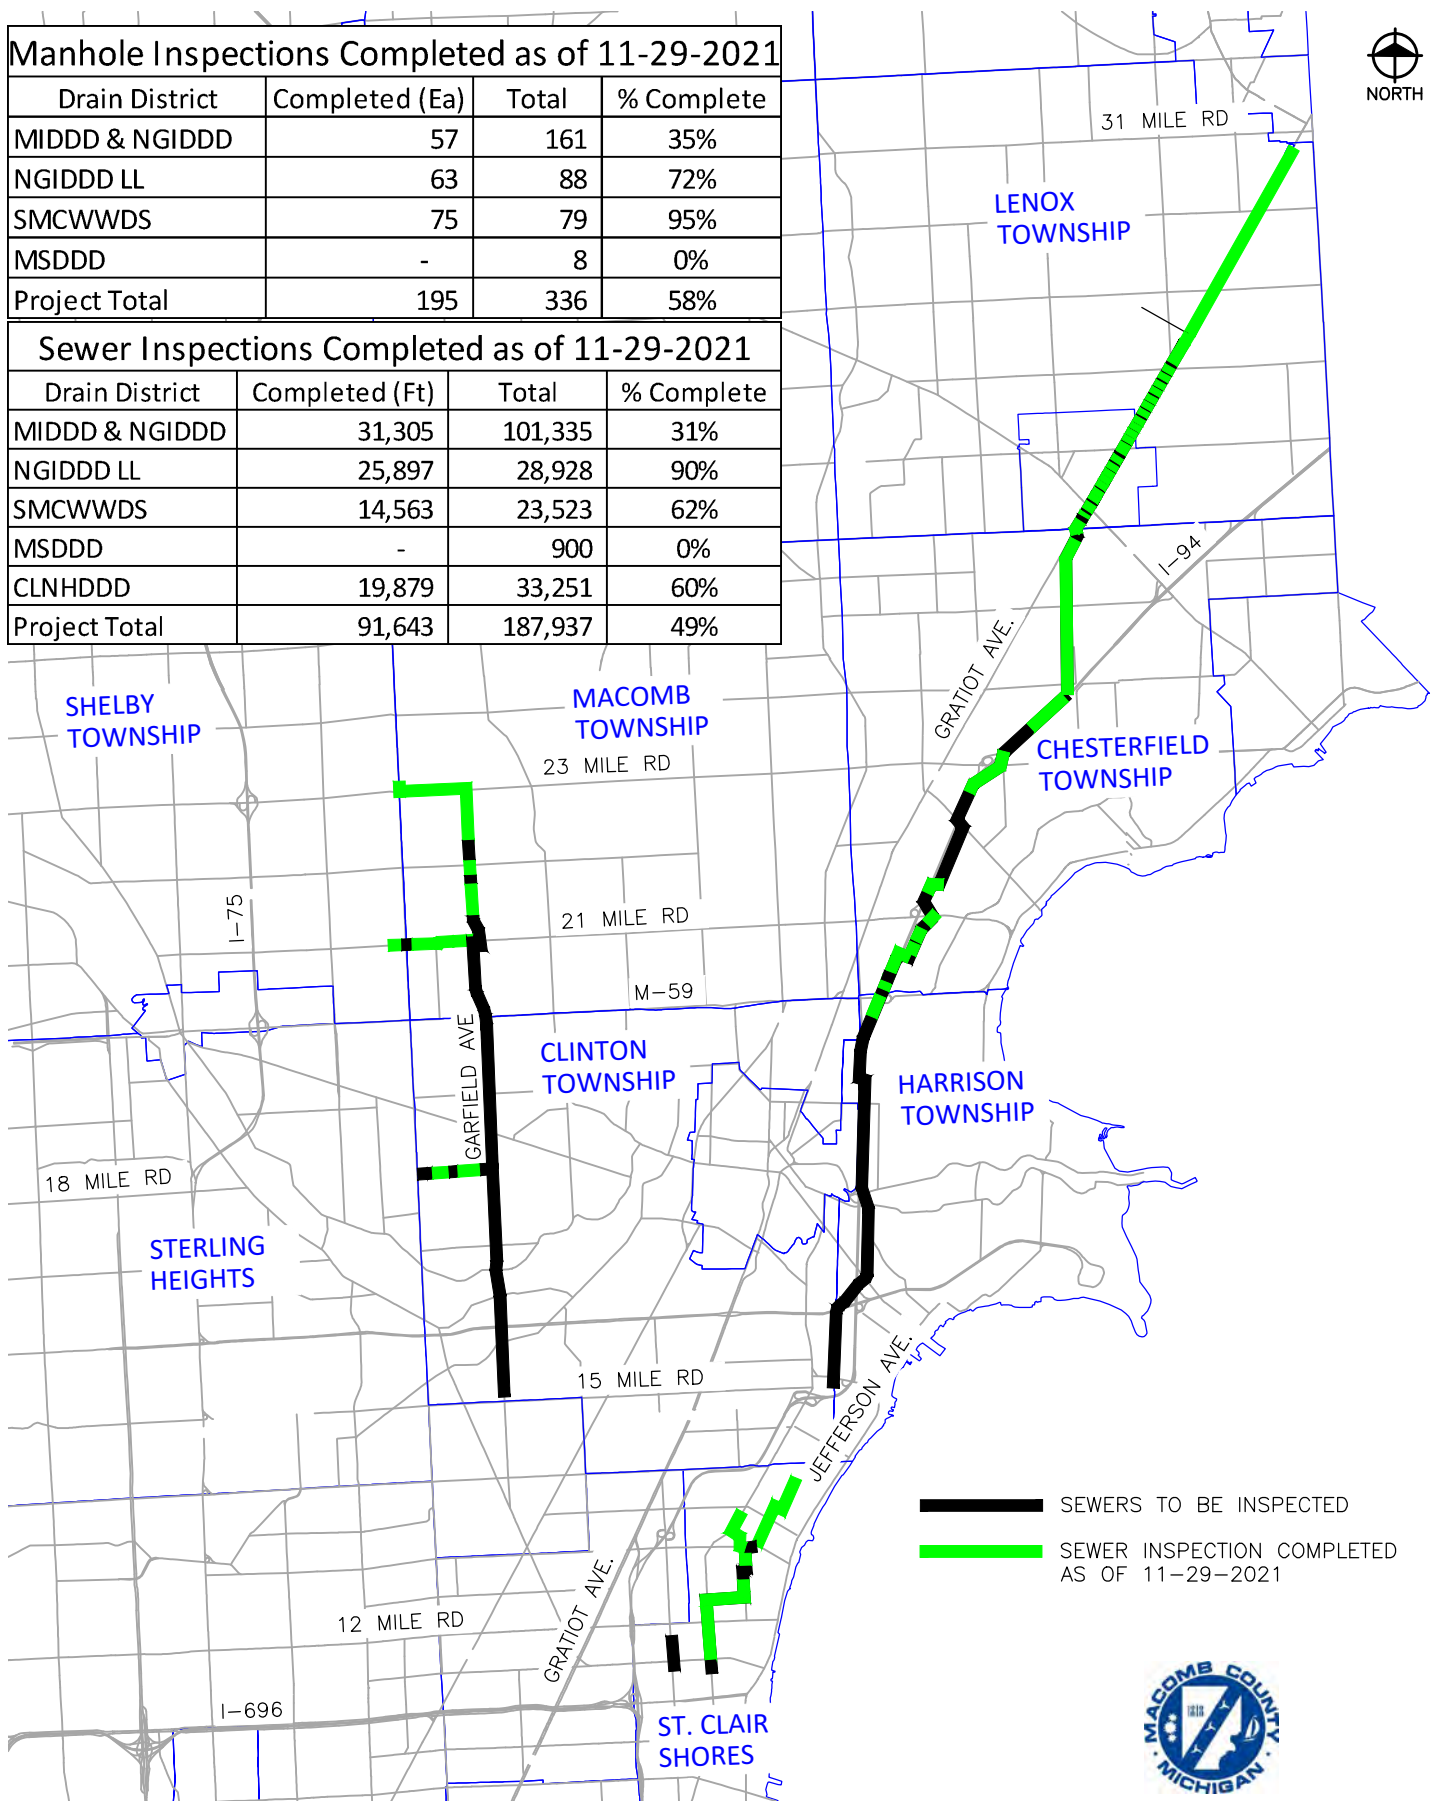 Manhole Inspections Completed as of 11-29-2021
Drain District Completed (Ea) Total % Complete
MIDDD & NGIDDD 57 161 35%
NGIDDD LL 63 88 72%
SMCWWDS 75 79 95%
MSDDD - 8 0%
Project Total 195 336 58%
Sewer Inspections Completed as of 11-29-2021
Drain District Completed (Ft) Total % Complete
MIDDD & NGIDDD 31,305 101,335 31%
NGIDDD LL 25,897 28,928 90%
SMCWWDS 14,563 23,523 62%
MSDDD - 900 0%
CLNHDDD 19,879 33,251 60%
Project Total 91,643 187,937 49%
NORTH
31 MILE RD
LENOX
TOWNSHIP
I-94
GRATIOT AVE.
SHELBY
TOWNSHIP
MACOMB
TOWNSHIP
23 MILE RD
CHESTERFIELD
TOWNSHIP
I-75
21 MILE RD
M-59
GARFIELD AVE
CLINTON
TOWNSHIP
HARRISON
TOWNSHIP
18 MILE RD
STERLING
HEIGHTS
15 MILE RD
JEFFERSON AVE.
SEWERS TO BE INSPECTED
SEWER INSPECTION COMPLETED
AS OF 11-29-2021
GRATIOT AVE.
12 MILE RD
I-696
ST. CLAIR
SHORES
MACOMB COUNTY
1818
• MICHIGAN •